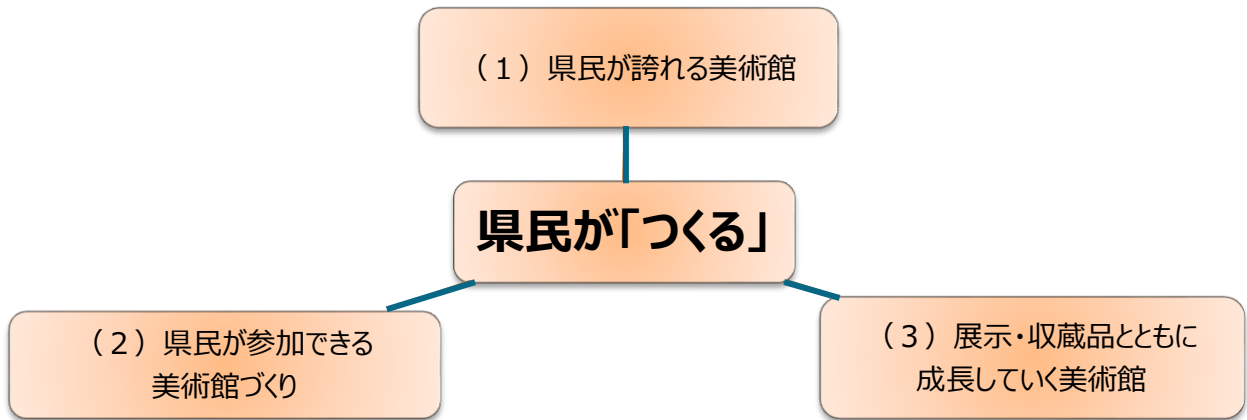 （１）県民が誇れる美術館
県民が「つくる」
（２）県民が参加できる
美術館づくり
（３）展示・収蔵品とともに
成長していく美術館